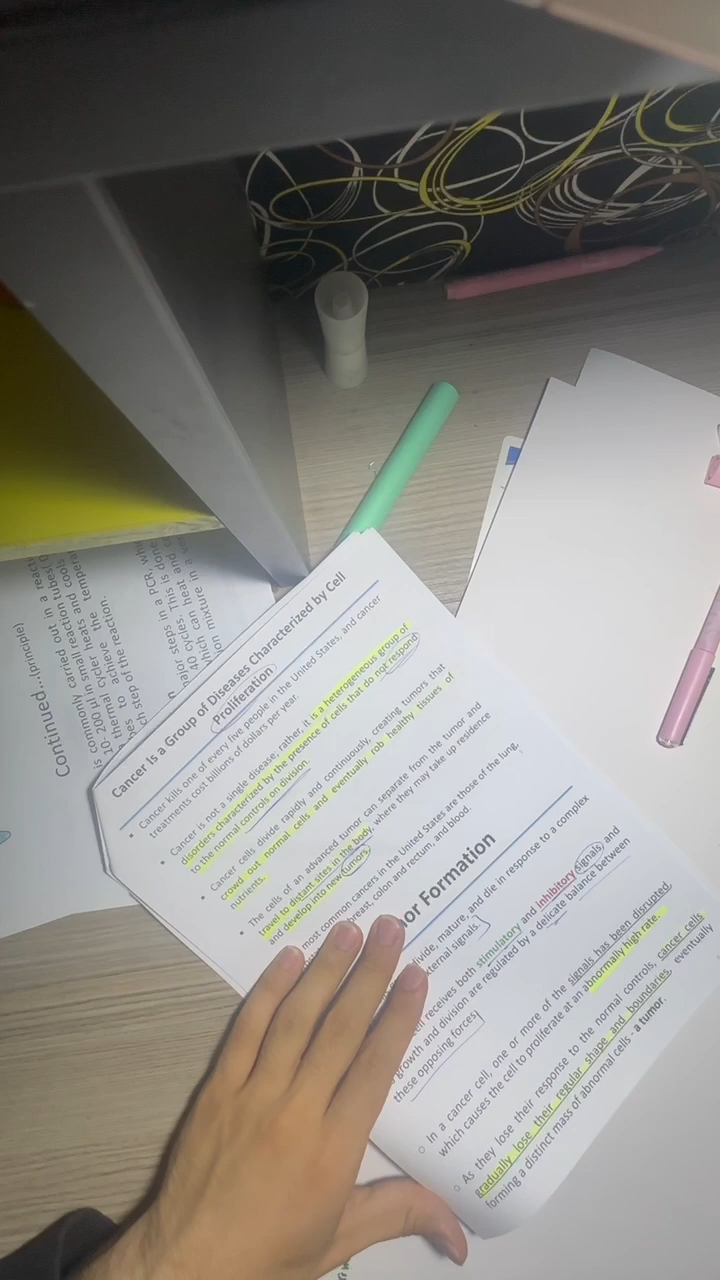 Cancer Is a Group of Diseases Characterized by Cell
Proliferation
Cancer kills one of every five people in the United States, and cancer
treatments cost billions of dollars per year.
Cancer is not a single disease, rather, it is a heterogeneous group of
disorders characterized by the presence of cells that do not respond
to the normal controls on division.
Cancer cells divide rapidly and continuously, creating tumors that
crowd out normal cells and eventually rob healthy tissues of
nutrients.
The cells of an advanced tumor can separate from the tumor and
travel to distant sites in the body, where they may take up residence
and develop into new tumors.
most common cancers in the United States are those of the lung,
breast, colon and rectum, and blood.
Formation
divide, mature, and die in response to a complex
signals.
receives both stimulatory and inhibitory signals, and
growth and division are regulated by a delicate balance between
these opposing forces
In a cancer cell, one or more of the signals has been disrupted,
which causes the cell to proliferate at an abnormally high rate.
As they lose their response to the normal controls, cancer cells
gradually lose their regular shape and boundaries, eventually
forming a distinct mass of abnormal cells - a tumor.
Continued...(principle)
commonly carried out in a
10- 200 μl in small reaction tubes
thermal cycler heats and cools
to achieve the
step of the reaction.
steps in a PCR,
40 cycles. This is done
which can heat and
mixture in a